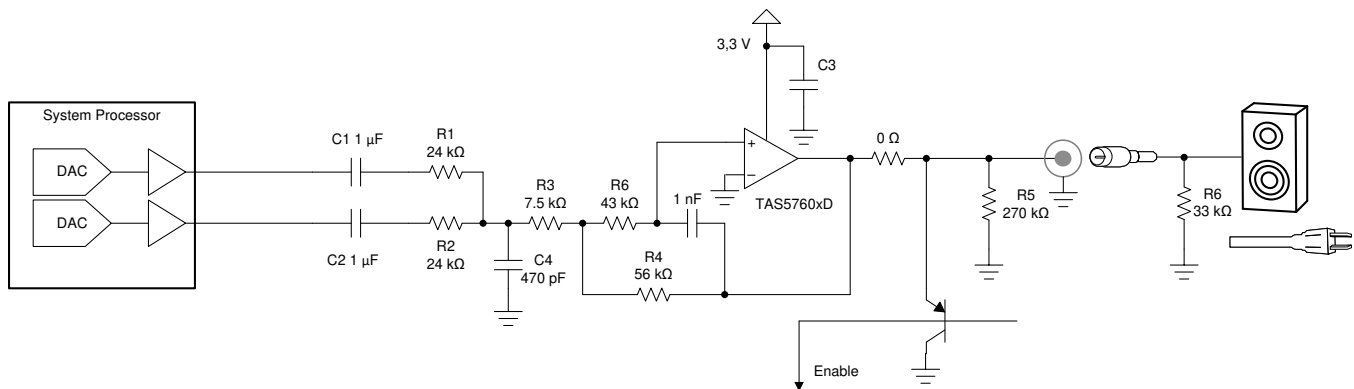 System Processor
DAC
DAC
C1 1 µF
R1
24 kΩ
C2 1 µF
R2
24 kΩ
C4
470 pF
R3
7.5 kΩ
R6
43 kΩ
1 nF
R4
56 kΩ
3,3 V
C3
+
–
TAS5760xD
0 Ω
Enable
R5
270 kΩ
R6
33 kΩ